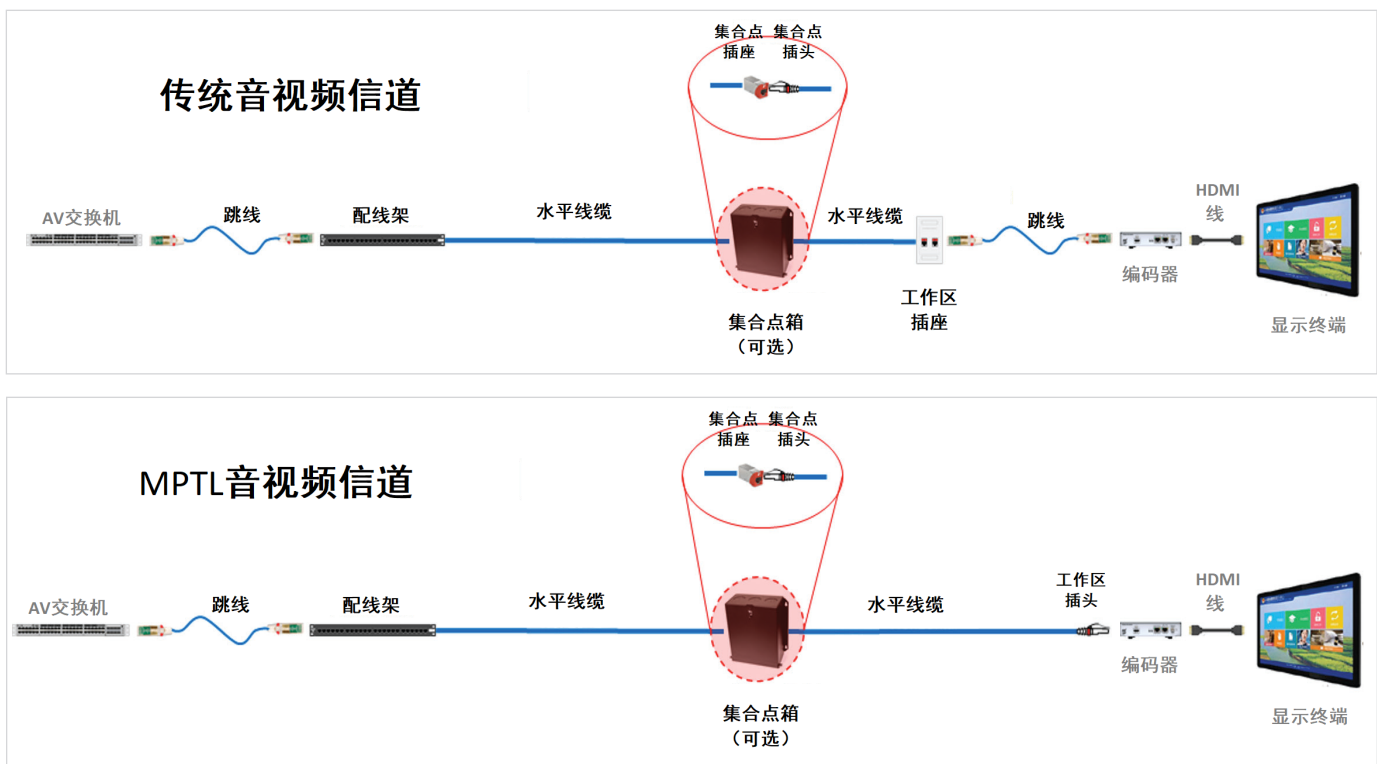 集合点 集合点
插座 插头
传统音视频信道
AV交换机
跳线
配线架
水平线缆
水平线缆
跳线
HDMI
线
编码器
工作区
插座
集合点箱
（可选）
显示终端
集合点 集合点
插座 插头
MPTL音视频信道
AV交换机
跳线
配线架
水平线缆
水平线缆
工作区
插头
HDMI
线
编码器
集合点箱
（可选）
显示终端